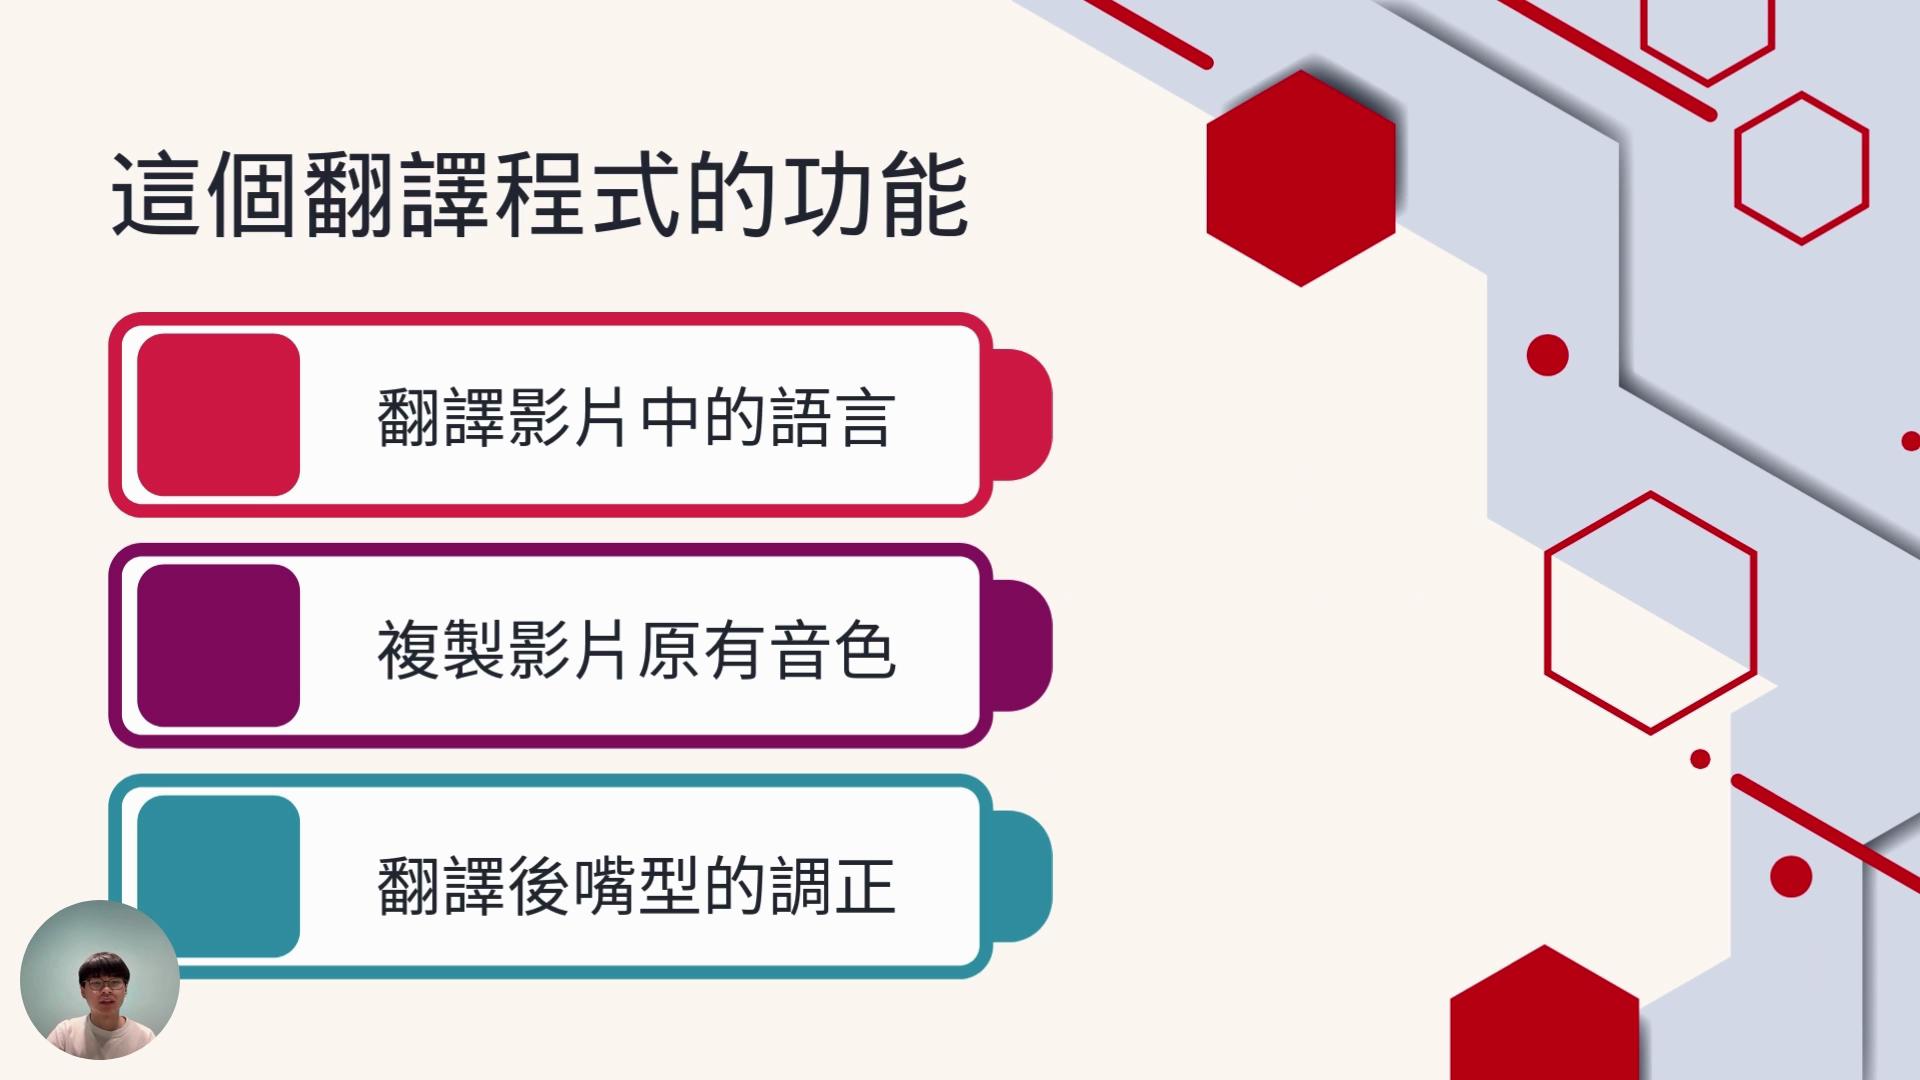 這個翻譯程式的功能
翻譯影片中的語言
複製影片原有音色
翻譯後嘴型的調正